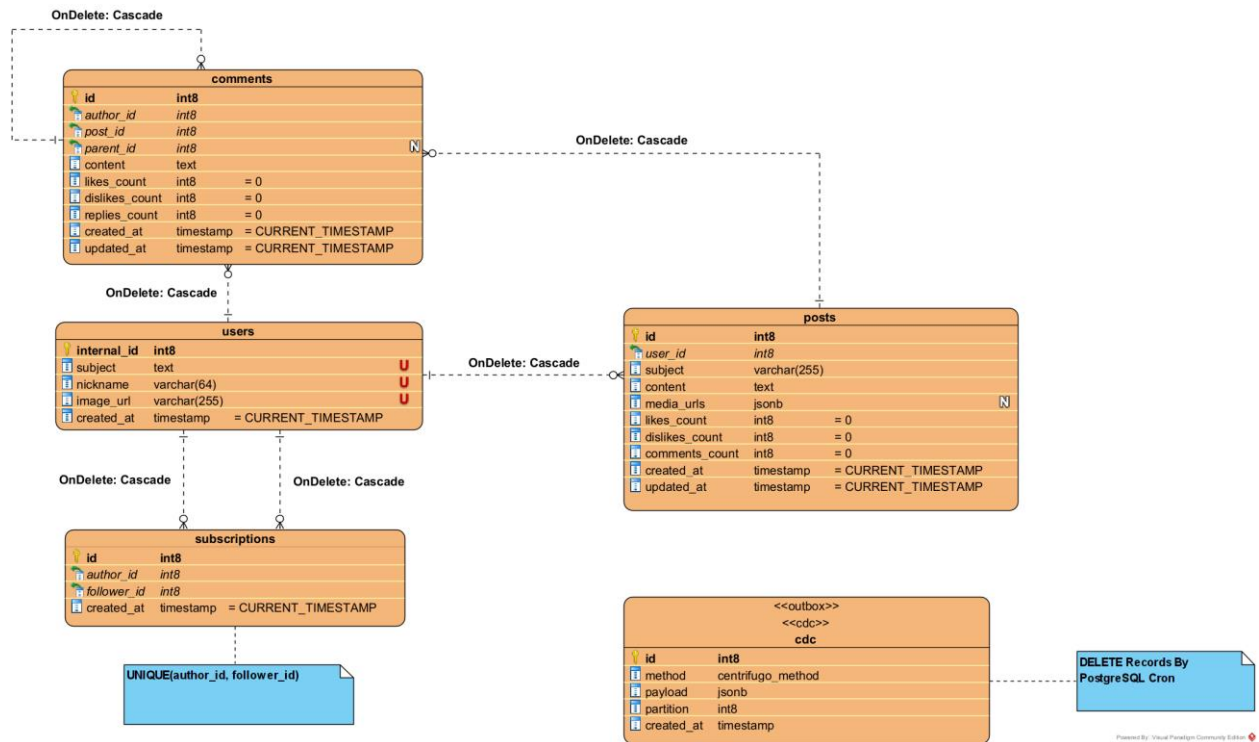 OnDelete: Cascade
comments
id int8
author_id int8
post_id int8
parent_id int8 N
content text
likes_count int8 = 0
dislikes_count int8 = 0
replies_count int8 = 0
created_at timestamp = CURRENT_TIMESTAMP
updated_at timestamp = CURRENT_TIMESTAMP
OnDelete: Cascade
OnDelete: Cascade
users
internal_id int8
subject text U
nickname varchar(64) U
image_url varchar(255) U
created_at timestamp = CURRENT_TIMESTAMP
OnDelete: Cascade
posts
id int8
user_id int8
subject varchar(255)
content text
media_urls jsonb N
likes_count int8 = 0
dislikes_count int8 = 0
comments_count int8 = 0
created_at timestamp = CURRENT_TIMESTAMP
updated_at timestamp = CURRENT_TIMESTAMP
OnDelete: Cascade
OnDelete: Cascade
subscriptions
id int8
author_id int8
follower_id int8
created_at timestamp = CURRENT_TIMESTAMP
UNIQUE(author_id, follower_id)
<<outbox>>
<<cdc>>
cdc
id int8
method centrifugo_method
payload jsonb
partition int8
created_at timestamp
DELETE Records By
PostgreSQL Cron
Powered By: Visual Paradigm Community Edition